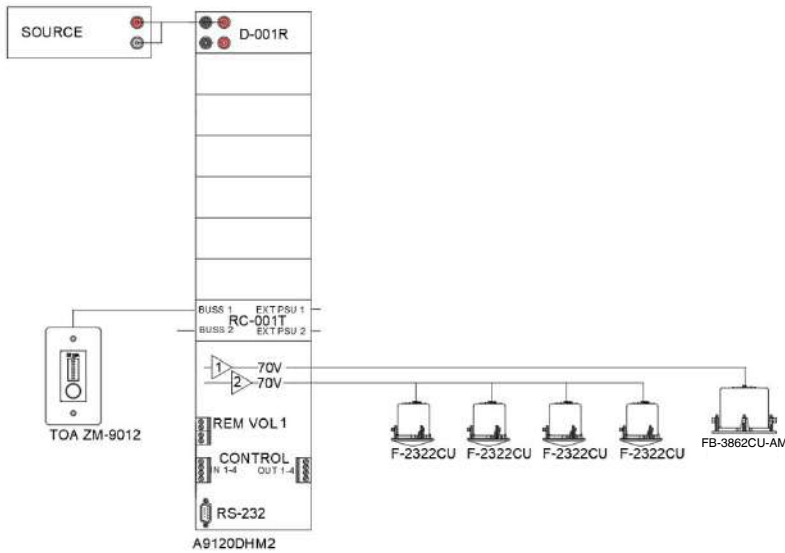 SOURCE
D-001R
BUSS 1 EXT PSU 1
RC-001T
BUSS 2 EXT PSU 2
1 70V
2 70V
TOA ZM-9012
REM VOL 1
F-2322CU F-2322CU F-2322CU F-2322CU
FB-3862CU-AM
CONTROL
IN 1-4 OUT 1-4
RS-232
A9120DHM2